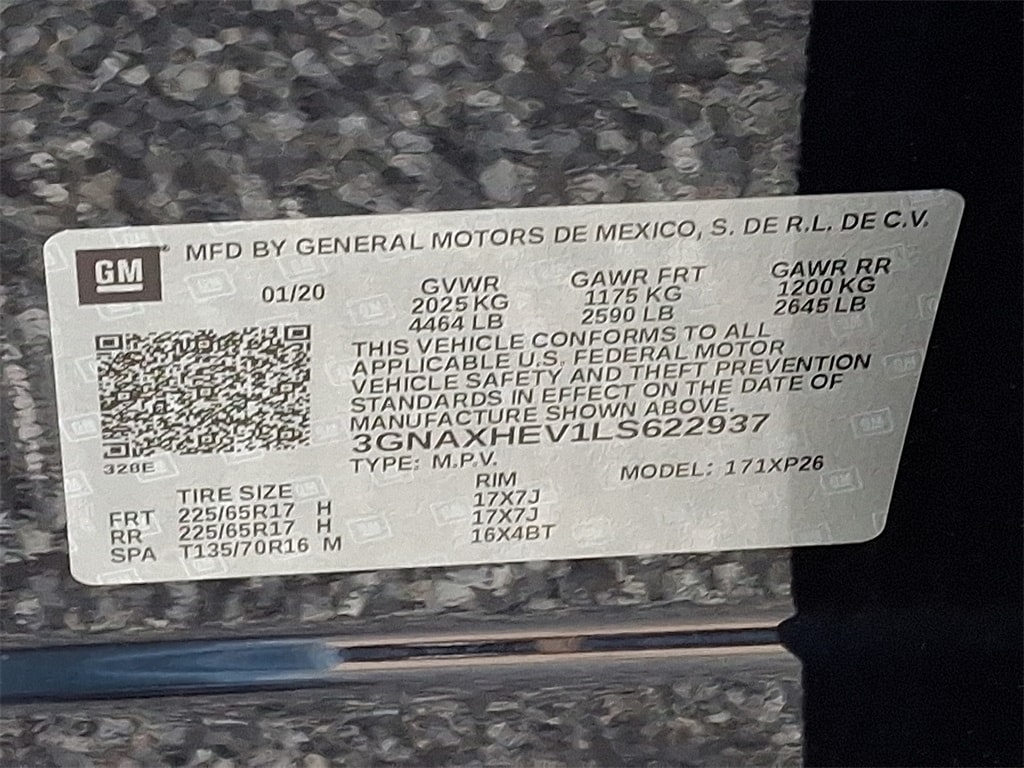 GM
MFD BY GENERAL MOTORS DE MEXICO, S. DE R.L. DE C.V.
01/20
GVWR
2025 KG
4464 LB
GAWR FRT
1175 KG
2590 LB
GAWR RR
1200 KG
2645 LB
THIS VEHICLE CONFORMS TO ALL
APPLICABLE U.S. FEDERAL MOTOR
VEHICLE SAFETY AND THEFT PREVENTION
STANDARDS IN EFFECT ON THE DATE OF
MANUFACTURE SHOWN ABOVE.
3GNAXHEV1LS622937
328E
TYPE: M.P.V.
MODEL: 171XP26
TIRE SIZE RIM
FRT 225/65R17 H 17X7J
RR 225/65R17 H 17X7J
SPA T135/70R16 M 16X4BT